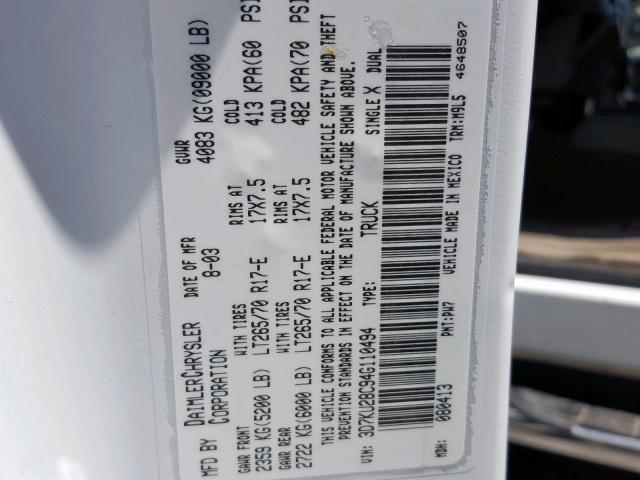 MFD BY DAIMLERCHRYSLER CORPORATION
DATE OF MFR 8-03
GVWR 4083 KG(09000 LB)
GAWR FRONT 2359 KG(5200 LB)
WITH TIRES LT265/70 R17-E
RIMS AT 17X7.5
COLD 413 KPA(60 PSI
GAWR REAR 2722 KG(6000 LB)
WITH TIRES LT265/70 R17-E
RIMS AT 17X7.5
COLD 482 KPA(70 PSI
THIS VEHICLE CONFORMS TO ALL APPLICABLE FEDERAL MOTOR VEHICLE SAFETY AND THEFT
PREVENTION STANDARDS IN EFFECT ON THE DATE OF MANUFACTURE SHOWN ABOVE.
VIN: 3D7KU28C94G110494 TYPE: TRUCK SINGLE X DUAL
MDH: 080413 PNT: PW7 VEHICLE MADE IN MEXICO TRM: M9L5 4648507